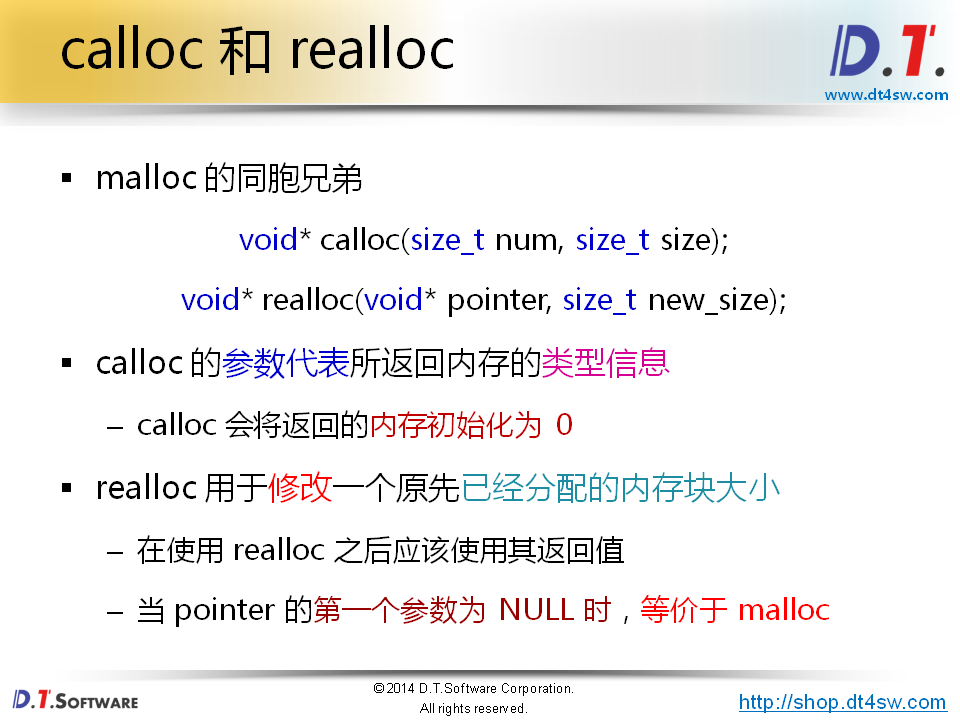 calloc 和 realloc
D.T.
www.dt4sw.com
▪ malloc 的同胞兄弟
void* calloc(size_t num, size_t size);
void* realloc(void* pointer, size_t new_size);
▪ calloc 的参数代表所返回内存的类型信息
– calloc 会将返回的内存初始化为 0
▪ realloc 用于修改一个原先已经分配的内存块大小
– 在使用 realloc 之后应该使用其返回值
– 当 pointer 的第一个参数为 NULL 时，等价于 malloc
D.T.SOFTWARE
©2014 D.T.Software Corporation.
All rights reserved.
http://shop.dt4sw.com